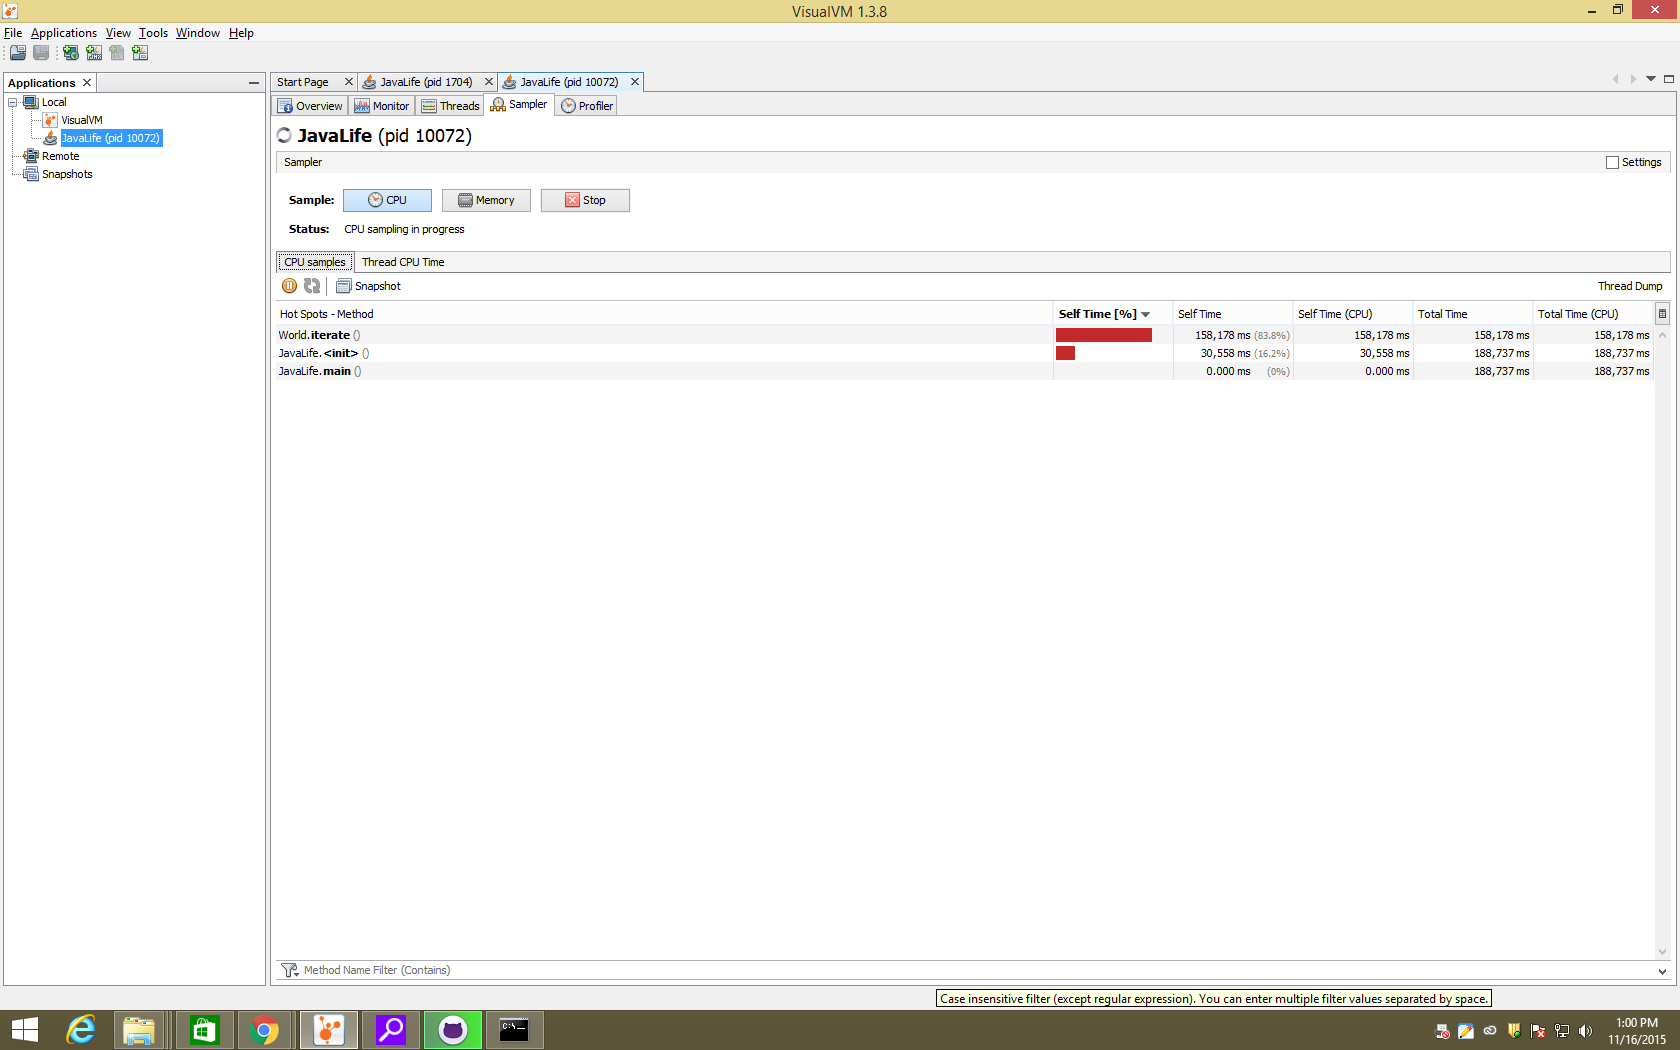 VisualVM 1.3.8
File Applications View Tools Window Help
Applications
Start Page JavaLife (pid 1704) JavaLife (pid 10072)
Local
VisualVM
JavaLife (pid 10072)
Remote
Snapshots
Overview Monitor Threads Sampler Profiler
JavaLife (pid 10072)
Sampler Settings
Sample: CPU Memory Stop
Status: CPU sampling in progress
CPU samples Thread CPU Time
Snapshot Thread Dump
Hot Spots - Method Self Time [%] Self Time Self Time (CPU) Total Time Total Time (CPU)
World.iterate () 158,178 ms (83.8%) 158,178 ms 158,178 ms 158,178 ms
JavaLife.<init> () 30,558 ms (16.2%) 30,558 ms 188,737 ms 188,737 ms
JavaLife.main () 0.000 ms (0%) 0.000 ms 188,737 ms 188,737 ms
Method Name Filter (Contains)
Case insensitive filter (except regular expression). You can enter multiple filter values separated by space.
C:\-
1:00 PM
11/16/2015